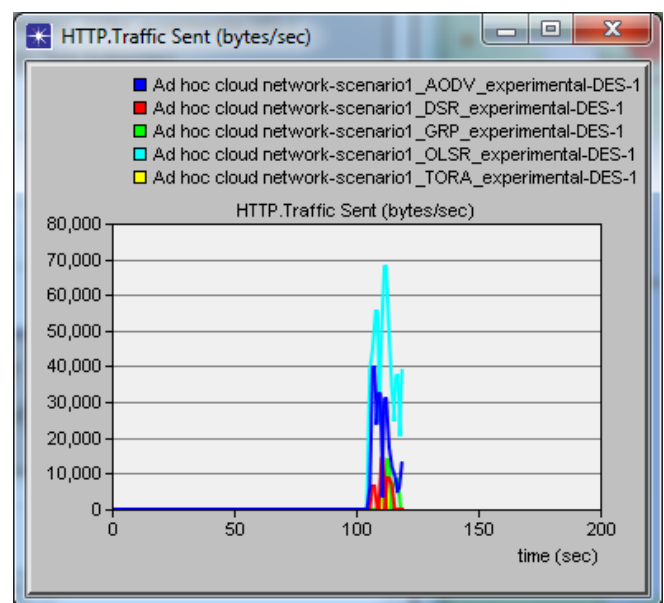 HTTP.Traffic Sent (bytes/sec)
Ad hoc cloud network-scenario1_AODV_experimental-DES-1
Ad hoc cloud network-scenario1_DSR_experimental-DES-1
Ad hoc cloud network-scenario1_GRP_experimental-DES-1
Ad hoc cloud network-scenario1_OLSR_experimental-DES-1
Ad hoc cloud network-scenario1_TORA_experimental-DES-1
HTTP.Traffic Sent (bytes/sec)
80,000
70,000
60,000
50,000
40,000
30,000
20,000
10,000
0
0 50 100 150 200
time (sec)